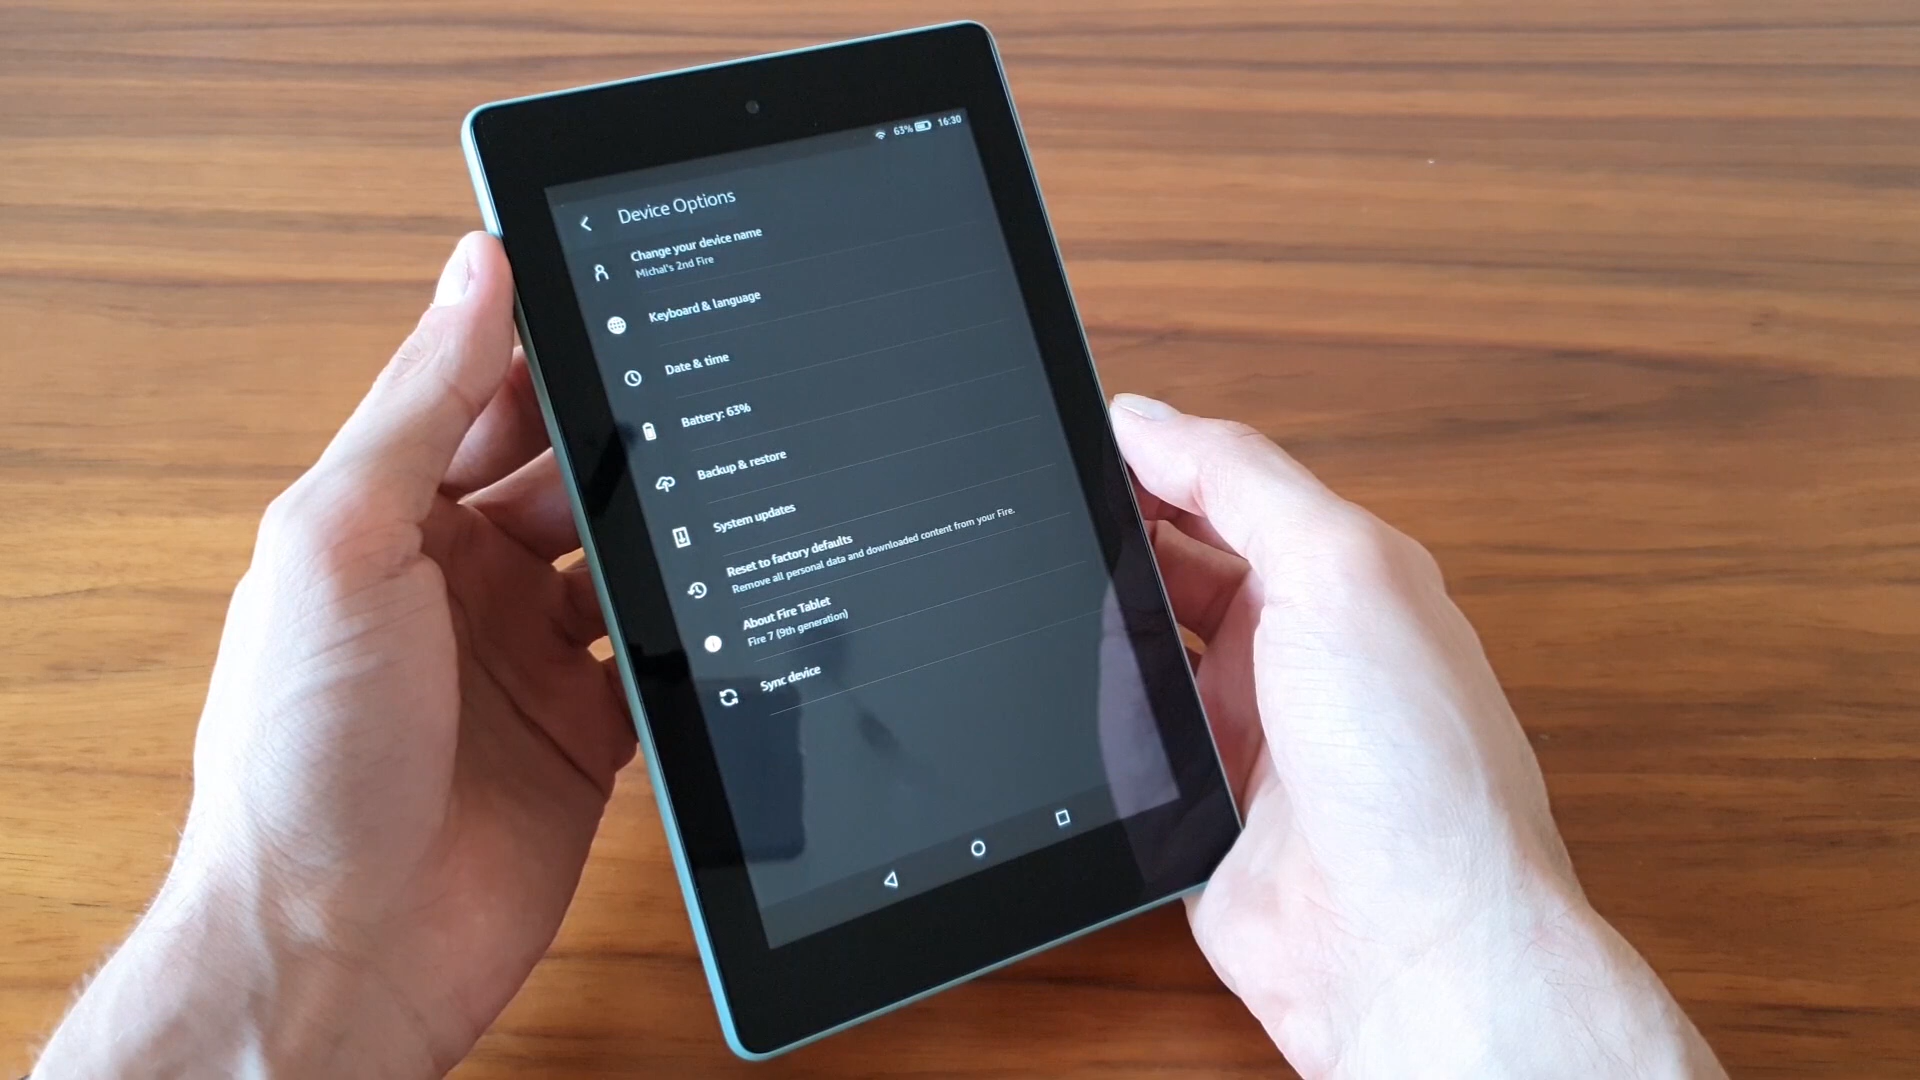 63% 16:30
Device Options
Change your device name
Michal's 2nd Fire
Keyboard & language
Date & time
Battery: 63%
Backup & restore
System updates
Reset to factory defaults
Remove all personal data and downloaded content from your Fire.
About Fire Tablet
Fire 7 (9th generation)
Sync device